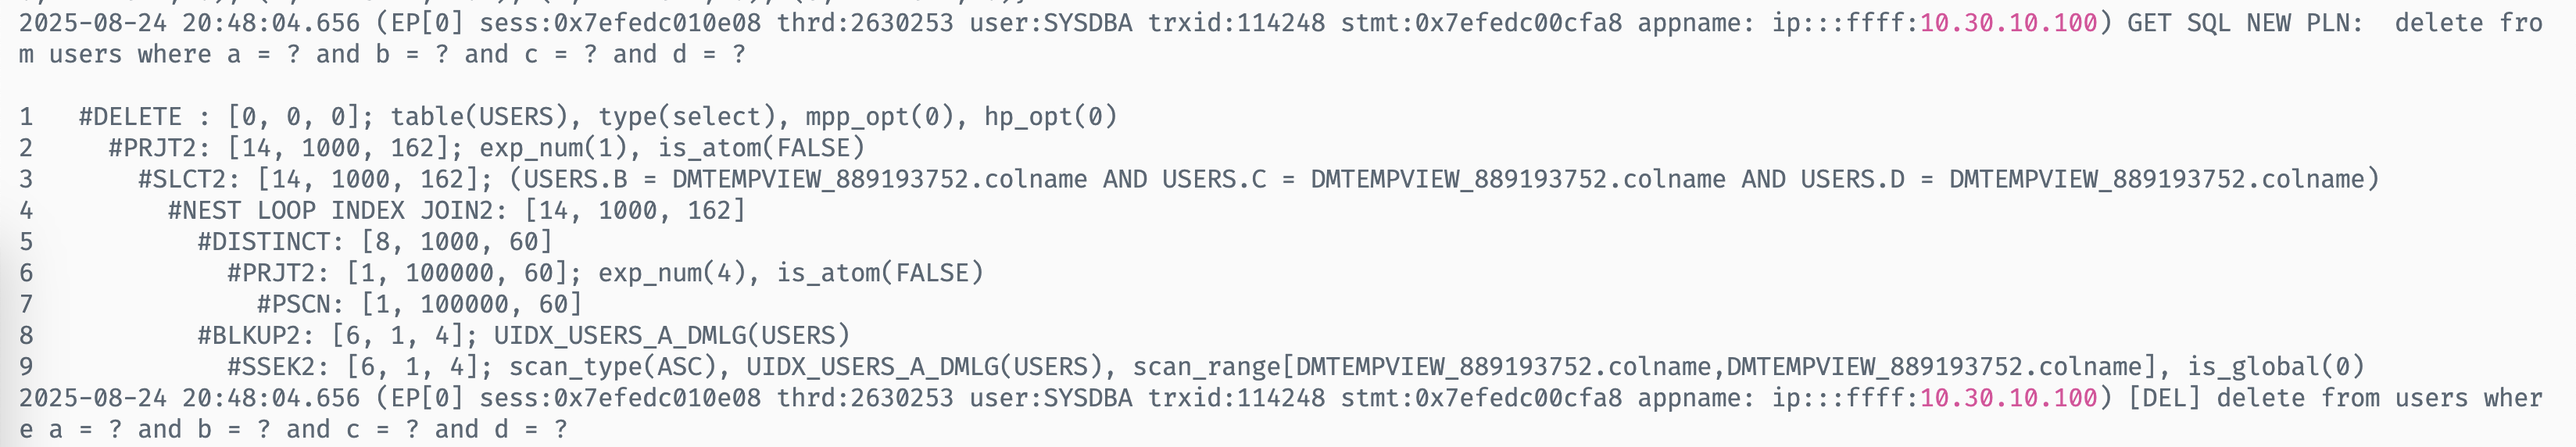 2025-08-24 20:48:04.656 (EP[0] sess:0x7efedc010e08 thrd:2630253 user:SYSDBA trxid:114248 stmt:0x7efedc00cfa8 appname: ip:::ffff:10.30.10.100) GET SQL NEW PLN:  delete fro
m users where a = ? and b = ? and c = ? and d = ?

1   #DELETE : [0, 0, 0]; table(USERS), type(select), mpp_opt(0), hp_opt(0)
2     #PRJT2: [14, 1000, 162]; exp_num(1), is_atom(FALSE)
3       #SLCT2: [14, 1000, 162]; (USERS.B = DMTEMPVIEW_889193752.colname AND USERS.C = DMTEMPVIEW_889193752.colname AND USERS.D = DMTEMPVIEW_889193752.colname)
4         #NEST LOOP INDEX JOIN2: [14, 1000, 162]
5           #DISTINCT: [8, 1000, 60]
6             #PRJT2: [1, 100000, 60]; exp_num(4), is_atom(FALSE)
7               #PSCN: [1, 100000, 60]
8           #BLKUP2: [6, 1, 4]; UIDX_USERS_A_DMLG(USERS)
9             #SSEK2: [6, 1, 4]; scan_type(ASC), UIDX_USERS_A_DMLG(USERS), scan_range[DMTEMPVIEW_889193752.colname,DMTEMPVIEW_889193752.colname], is_global(0)
2025-08-24 20:48:04.656 (EP[0] sess:0x7efedc010e08 thrd:2630253 user:SYSDBA trxid:114248 stmt:0x7efedc00cfa8 appname: ip:::ffff:10.30.10.100) [DEL] delete from users wher
e a = ? and b = ? and c = ? and d = ?